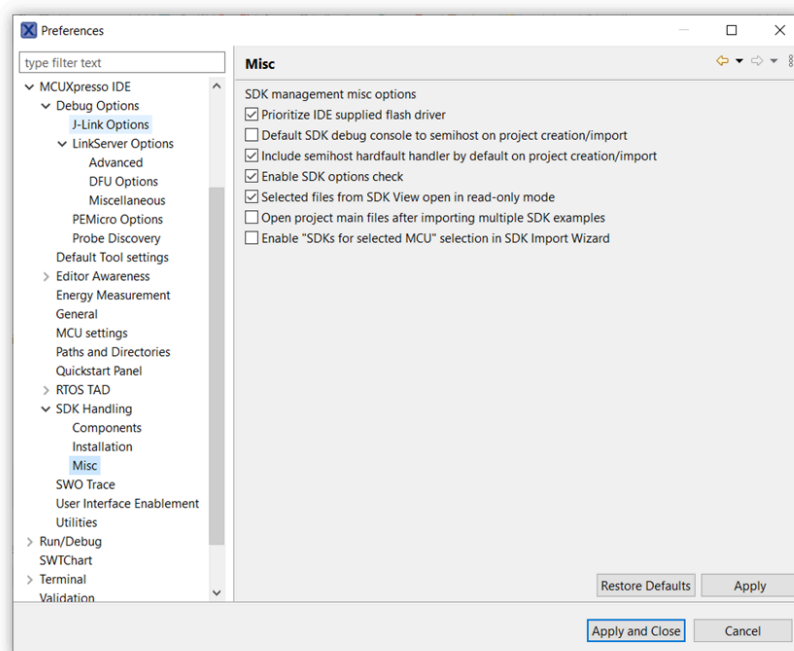 Preferences
type filter text
MCUXpresso IDE
Debug Options
J-Link Options
LinkServer Options
Advanced
DFU Options
Miscellaneous
PEMicro Options
Probe Discovery
Default Tool settings
Editor Awareness
Energy Measurement
General
MCU settings
Paths and Directories
Quickstart Panel
RTOS TAD
SDK Handling
Components
Installation
Misc
SWO Trace
User Interface Enablement
Utilities
Run/Debug
SWTChart
Terminal
Validation
Misc
SDK management misc options
Prioritize IDE supplied flash driver
Default SDK debug console to semihost on project creation/import
Include semihost hardfault handler by default on project creation/import
Enable SDK options check
Selected files from SDK View open in read-only mode
Open project main files after importing multiple SDK examples
Enable "SDKs for selected MCU" selection in SDK Import Wizard
Restore Defaults
Apply
Apply and Close
Cancel